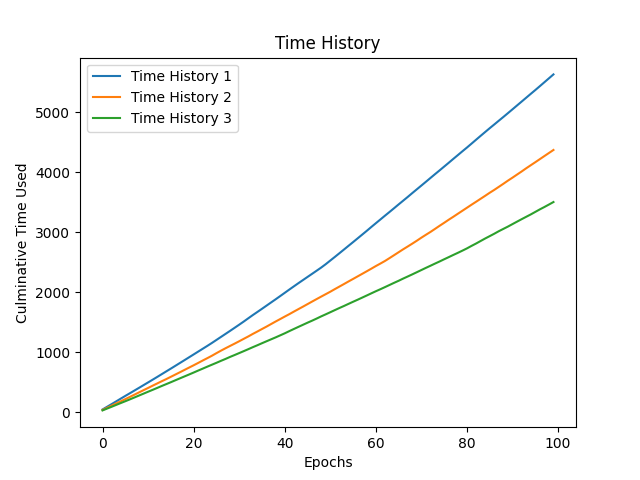 Time History
Time History 1
Time History 2
Time History 3
Culminative Time Used
5000
4000
3000
2000
1000
0
0 20 40 60 80 100
Epochs